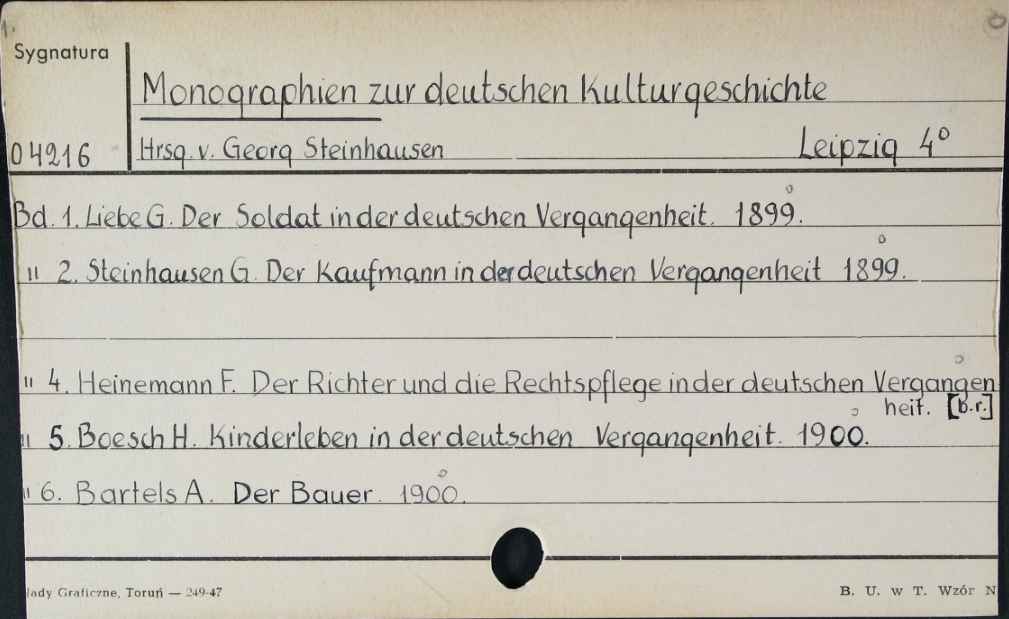 Sygnatura
Monographien zur deutschen Kulturgeschichte
04216 Hrsg. v. Georg Steinhausen Leipzig 4°
Bd. 1. Liebe G. Der Soldat in der deutschen Vergangenheit. 1899.
" 2. Steinhausen G. Der Kaufmann in der deutschen Vergangenheit 1899.
" 4. Heinemann F. Der Richter und die Rechtspflege in der deutschen Vergangen
heit. [b.r.]
" 5. Boesch H. Kinderleben in der deutschen Vergangenheit. 1900.
" 6. Bartels A. Der Bauer. 1900.
lady Graficzne, Toruń — 249-47 B. U. w T. Wzór N